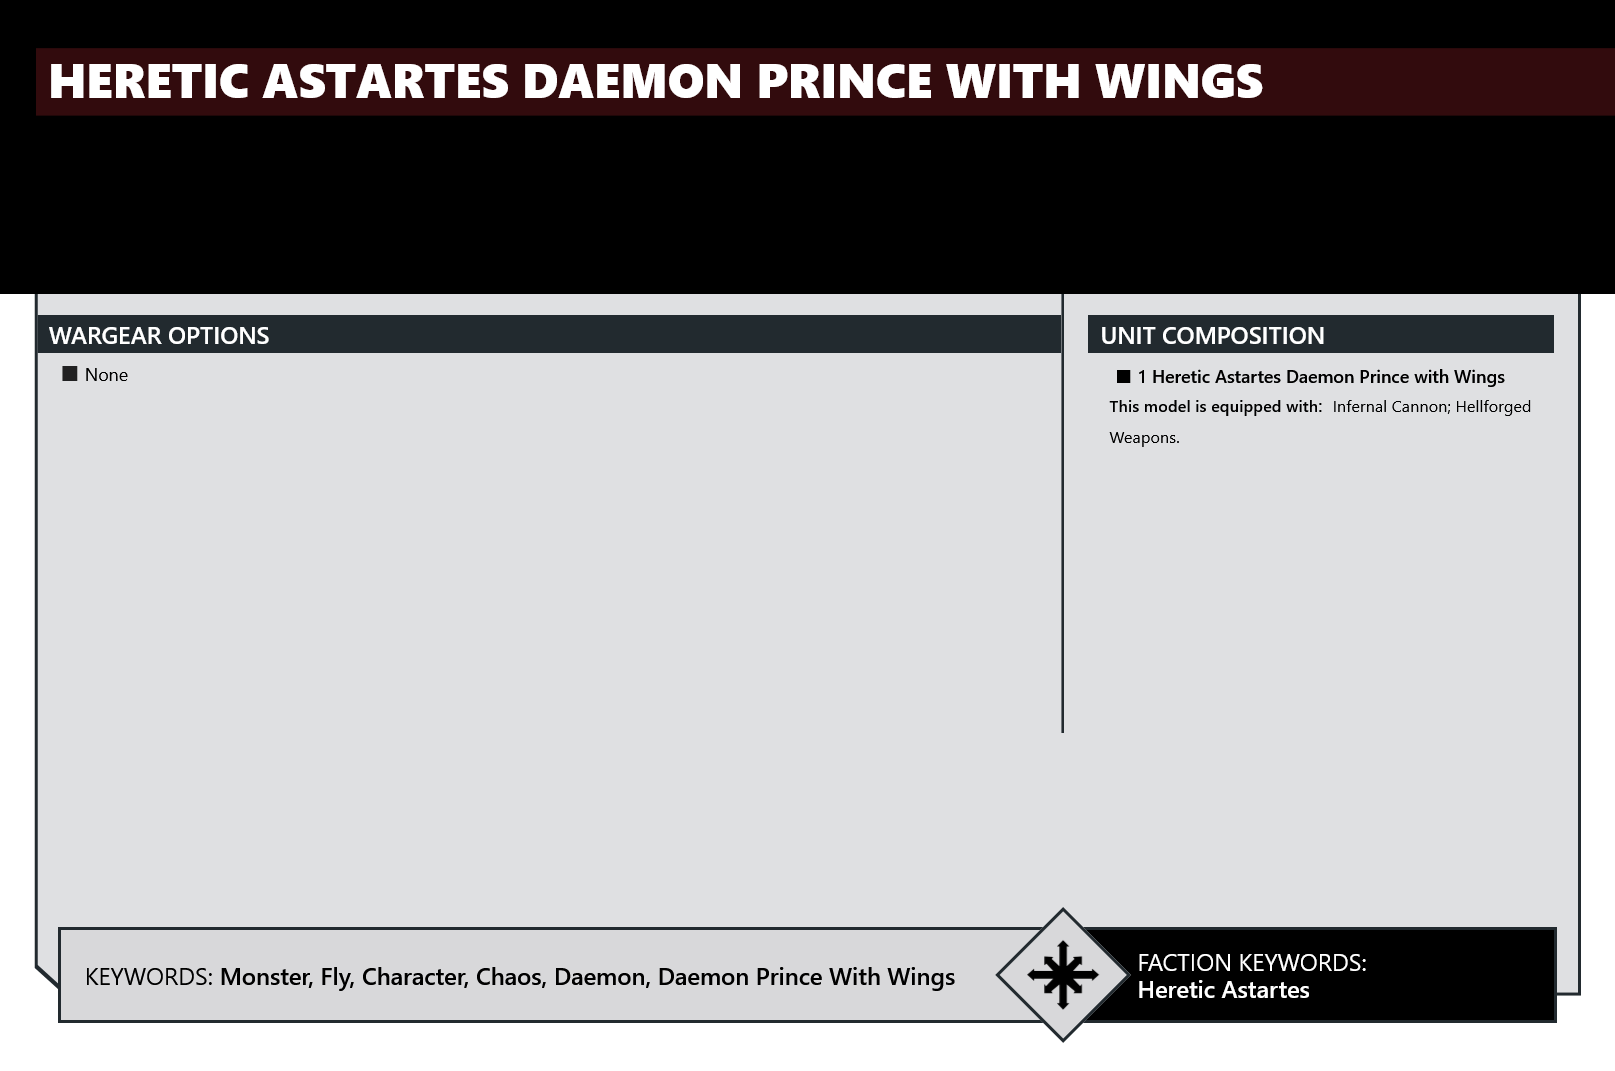 HERETIC ASTARTES DAEMON PRINCE WITH WINGS
WARGEAR OPTIONS
■ None
UNIT COMPOSITION
■ 1 Heretic Astartes Daemon Prince with Wings
This model is equipped with: Infernal Cannon; Hellforged
Weapons.
KEYWORDS: Monster, Fly, Character, Chaos, Daemon, Daemon Prince With Wings
FACTION KEYWORDS:
Heretic Astartes